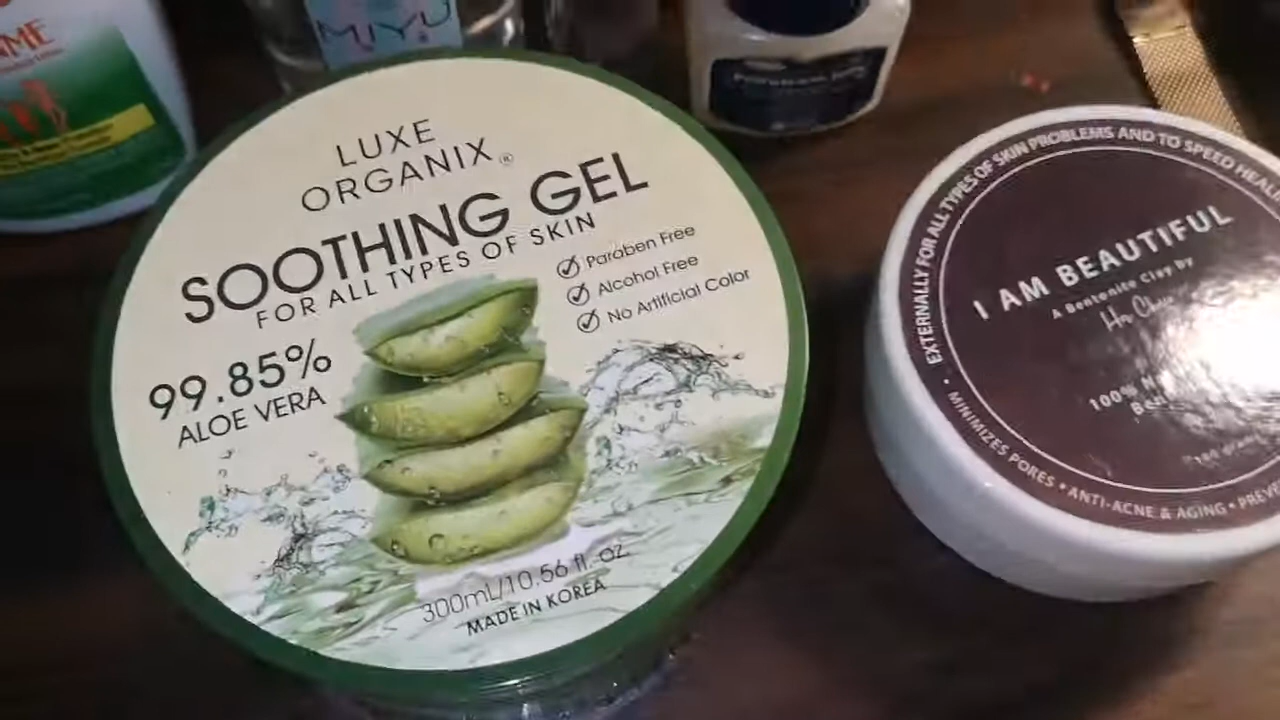 MIYU
LUXE
ORGANIX®
SOOTHING GEL
FOR ALL TYPES OF SKIN
Paraben Free
Alcohol Free
No Artificial Color
99.85%
ALOE VERA
300mL/10.56 fl. oz
MADE IN KOREA
EXTERNALLY FOR ALL TYPES OF SKIN PROBLEMS AND TO SPEED
I AM BEAUTIFUL
A Bentonite Clay by
100%
• MINIMIZES PORES • ANTI-ACNE & AGING •